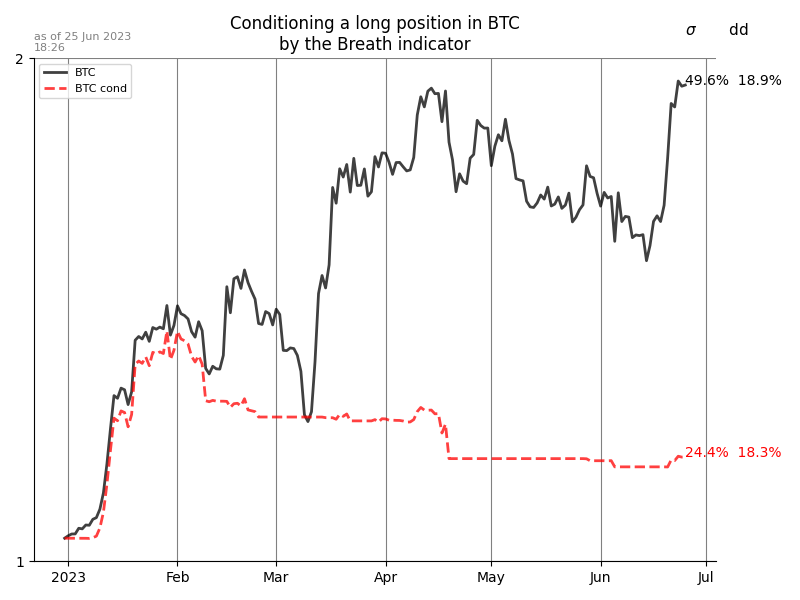 Conditioning a long position in BTC
by the Breath indicator
σ dd
as of 25 Jun 2023
18:26
2
BTC
BTC cond
49.6% 18.9%
24.4% 18.3%
1
2023 Feb Mar Apr May Jun Jul